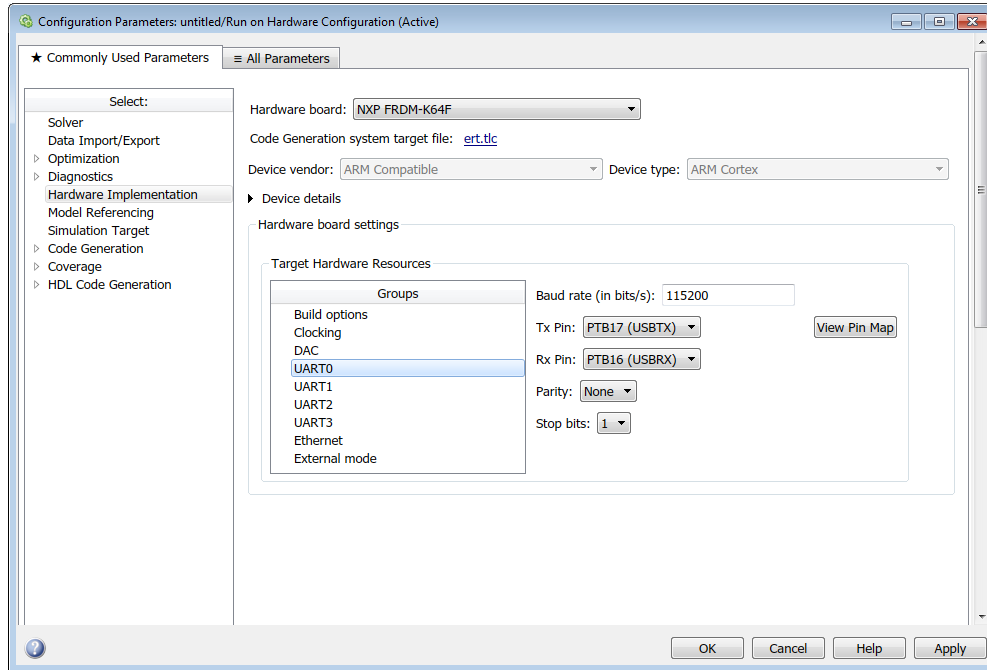 Configuration Parameters: untitled/Run on Hardware Configuration (Active)
★ Commonly Used Parameters
≡ All Parameters
Select:
Solver
Data Import/Export
Optimization
Diagnostics
Hardware Implementation
Model Referencing
Simulation Target
Code Generation
Coverage
HDL Code Generation
Hardware board: NXP FRDM-K64F
Code Generation system target file: ert.tlc
Device vendor: ARM Compatible Device type: ARM Cortex
Device details
Hardware board settings
Target Hardware Resources
Groups
Build options
Clocking
DAC
UART0
UART1
UART2
UART3
Ethernet
External mode
Baud rate (in bits/s): 115200
Tx Pin: PTB17 (USBTX) View Pin Map
Rx Pin: PTB16 (USBRX)
Parity: None
Stop bits: 1
? OK Cancel Help Apply